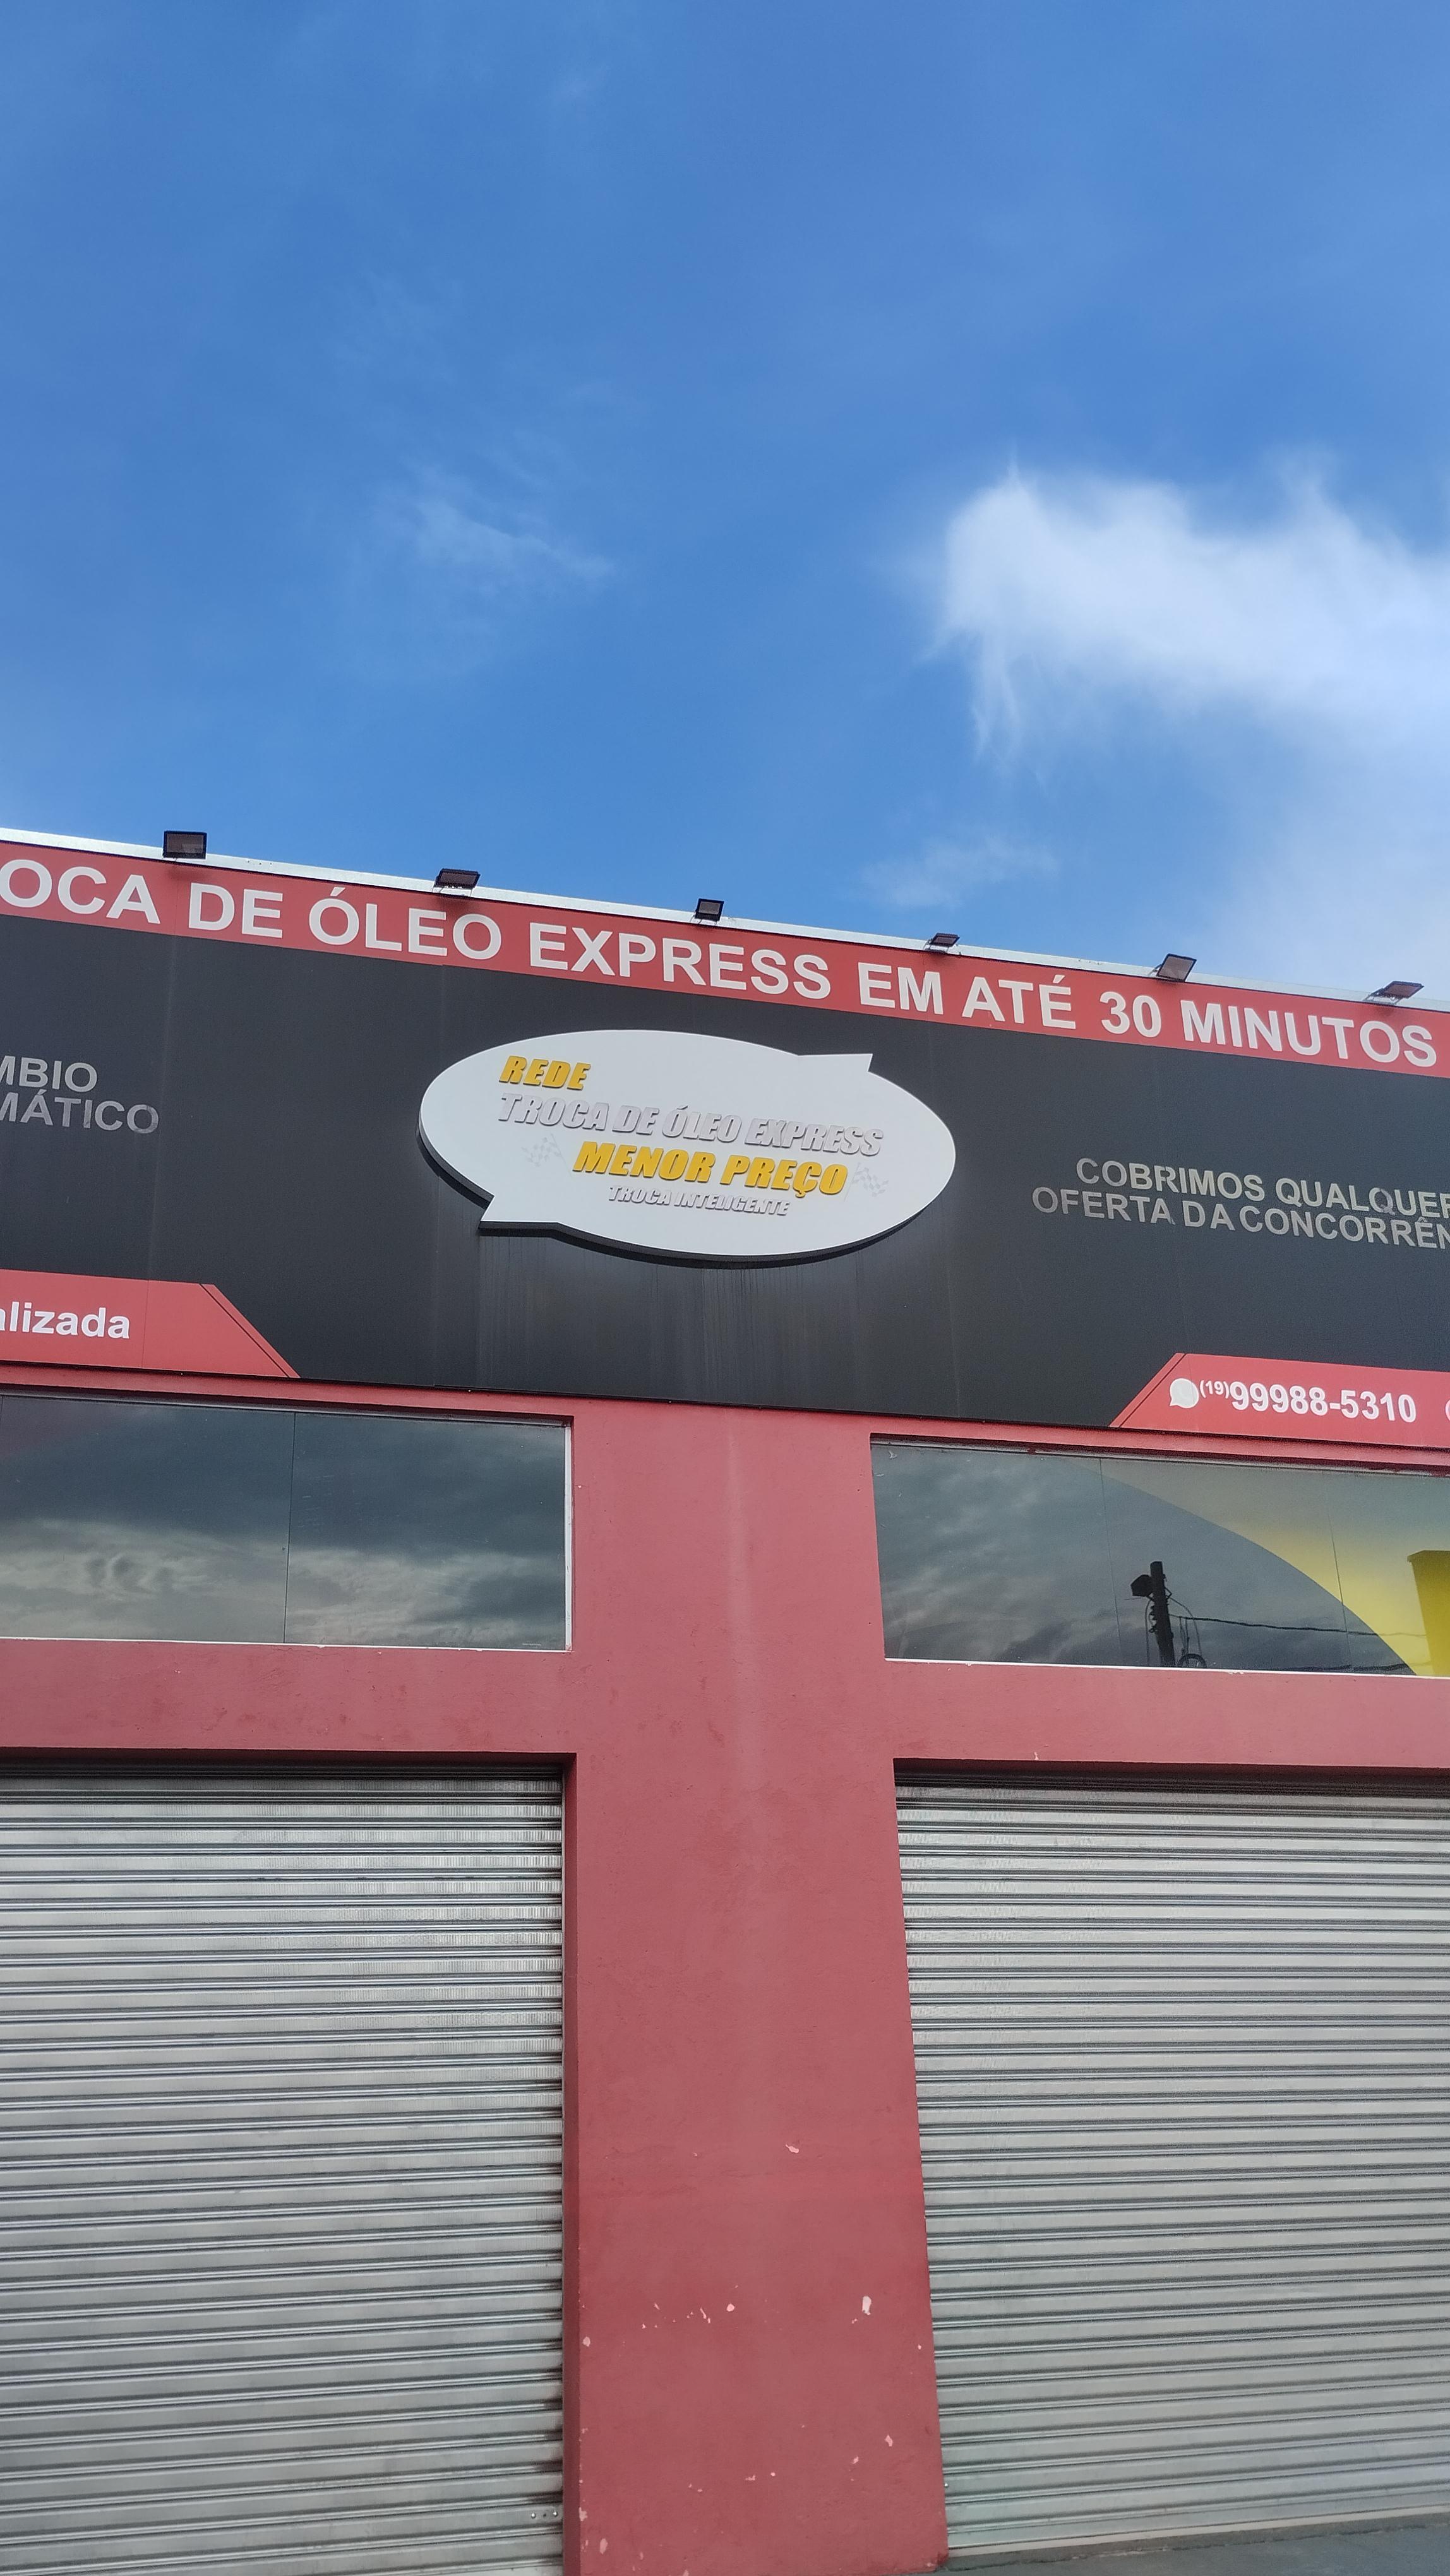 OCA DE ÓLEO EXPRESS EM ATÉ 30 MINUTOS
MBIO
MÁTICO
REDE
TROCA DE ÓLEO EXPRESS
MENOR PREÇO
TROCA INTELIGENTE
COBRIMOS QUALQUER
OFERTA DA CONCORRÊN
alizada
(19)99988-5310